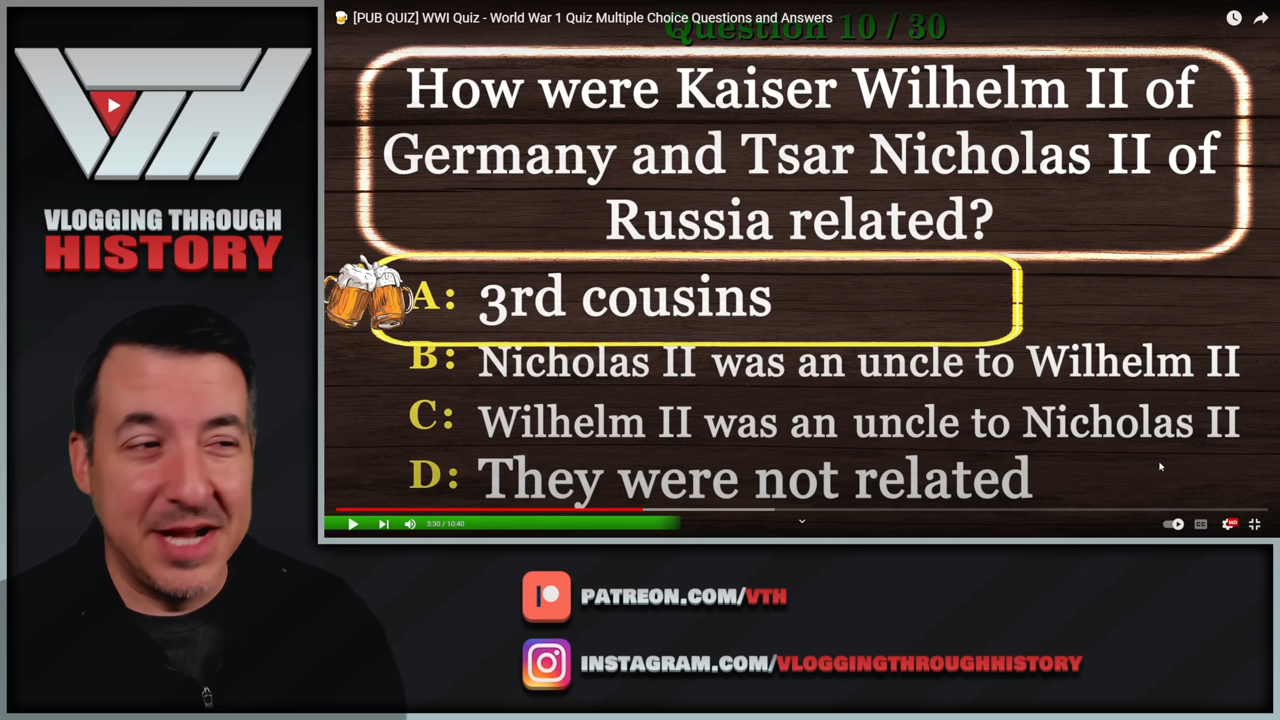 [PUB QUIZ] WWI Quiz - World War 1 Quiz Multiple Choice Questions and Answers
Question 10 / 30
How were Kaiser Wilhelm II of
Germany and Tsar Nicholas II of
Russia related?
A: 3rd cousins
B: Nicholas II was an uncle to Wilhelm II
C: Wilhelm II was an uncle to Nicholas II
D: They were not related
3:30 / 10:40
CC
HD
VTH
VLOGGING THROUGH
HISTORY
PATREON.COM/VTH
INSTAGRAM.COM/VLOGGINGTHROUGHHISTORY